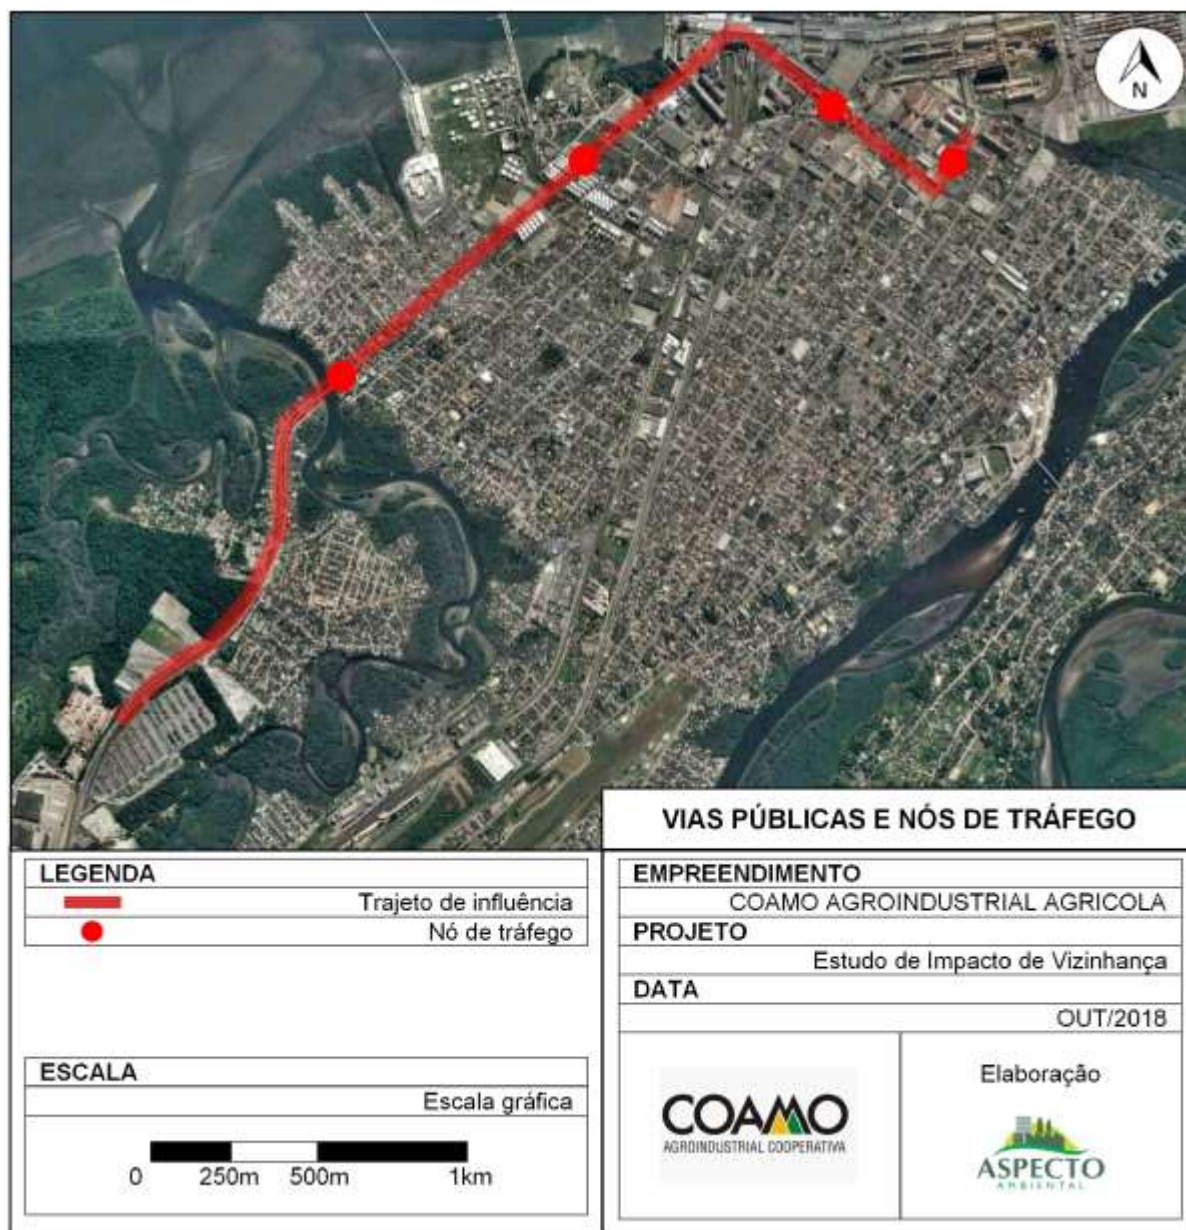 N
VIAS PÚBLICAS E NÓS DE TRÁFEGO
LEGENDA
Trajeto de influência
Nó de tráfego
ESCALA
Escala gráfica
0 250m 500m 1km
EMPREENDIMENTO
COAMO AGROINDUSTRIAL AGRICOLA
PROJETO
Estudo de Impacto de Vizinhança
DATA
OUT/2018
COAMO
AGROINDUSTRIAL COOPERATIVA
Elaboração
ASPECTO
AMBIENTAL